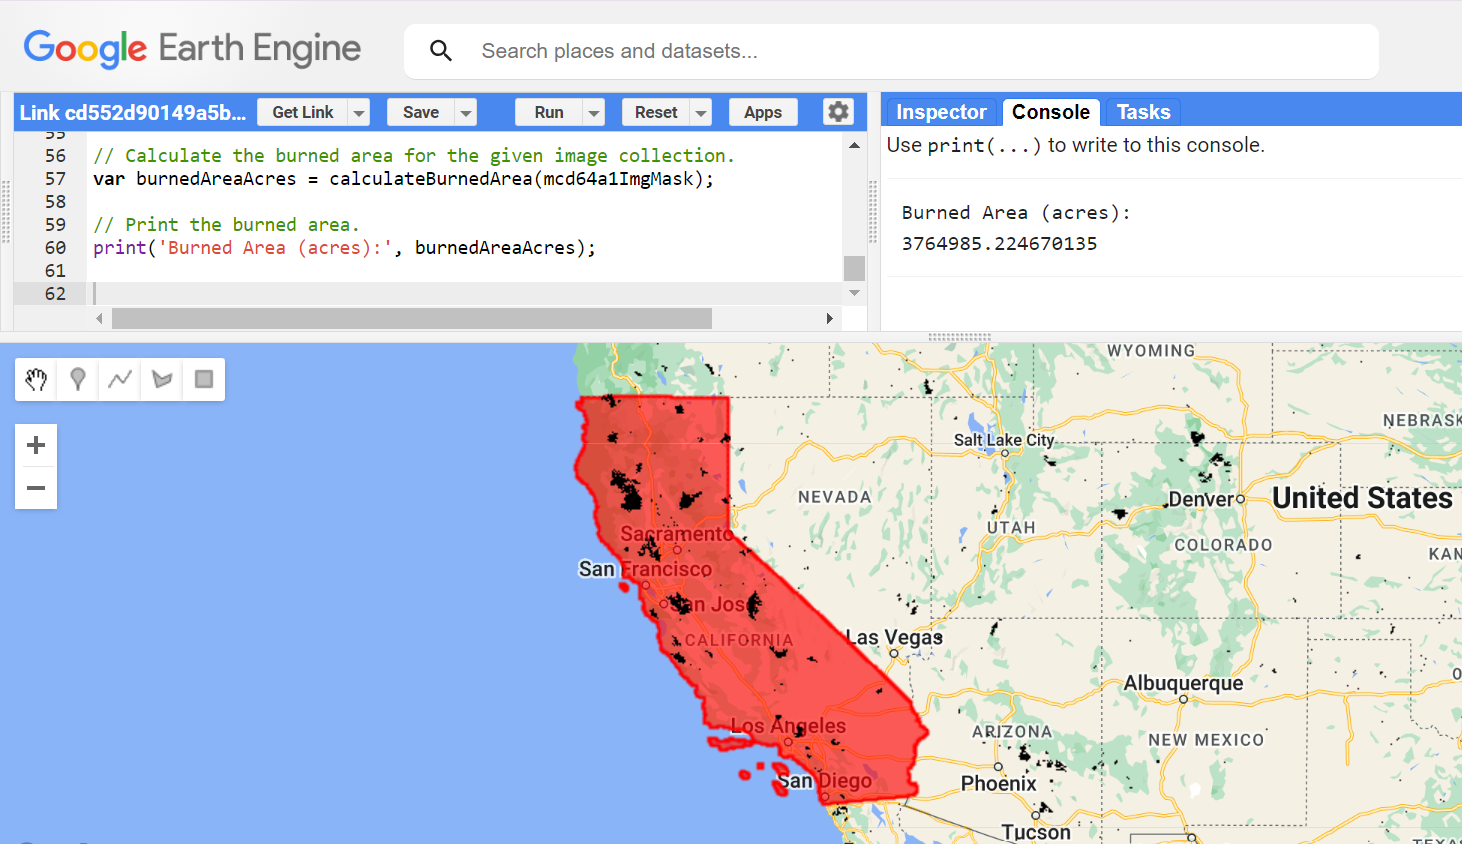 Google Earth Engine
Search places and datasets...
Link cd552d90149a5b...
Get Link
Save
Run
Reset
Apps
Inspector
Console
Tasks
55
56 // Calculate the burned area for the given image collection.
57 var burnedAreaAcres = calculateBurnedArea(mcd64a1ImgMask);
58
59 // Print the burned area.
60 print('Burned Area (acres):', burnedAreaAcres);
61
62
Use print(...) to write to this console.
Burned Area (acres):
3764985.224670135
WYOMING
NEBRASK
Salt Lake City
NEVADA
Denver
United States
UTAH
COLORADO
KAN
Sacramento
San Francisco
San Jose
CALIFORNIA
Las Vegas
Albuquerque
Los Angeles
ARIZONA
NEW MEXICO
San Diego
Phoenix
Tucson